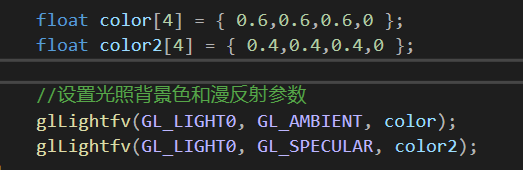 float color[4] = { 0.6,0.6,0.6,0 };
float color2[4] = { 0.4,0.4,0.4,0 };
//设置光照背景色和漫反射参数
glLightfv(GL_LIGHT0, GL_AMBIENT, color);
glLightfv(GL_LIGHT0, GL_SPECULAR, color2);